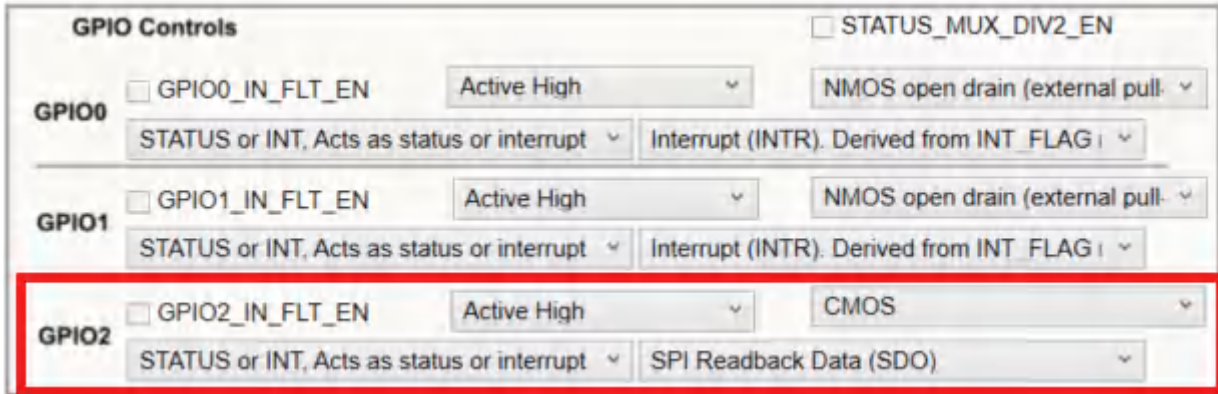 GPIO Controls STATUS_MUX_DIV2_EN
GPIO0_IN_FLT_EN Active High NMOS open drain (external pull-
GPIO0
STATUS or INT, Acts as status or interrupt Interrupt (INTR). Derived from INT_FLAG
GPIO1_IN_FLT_EN Active High NMOS open drain (external pull-
GPIO1
STATUS or INT, Acts as status or interrupt Interrupt (INTR). Derived from INT_FLAG
GPIO2_IN_FLT_EN Active High CMOS
GPIO2
STATUS or INT, Acts as status or interrupt SPI Readback Data (SDO)